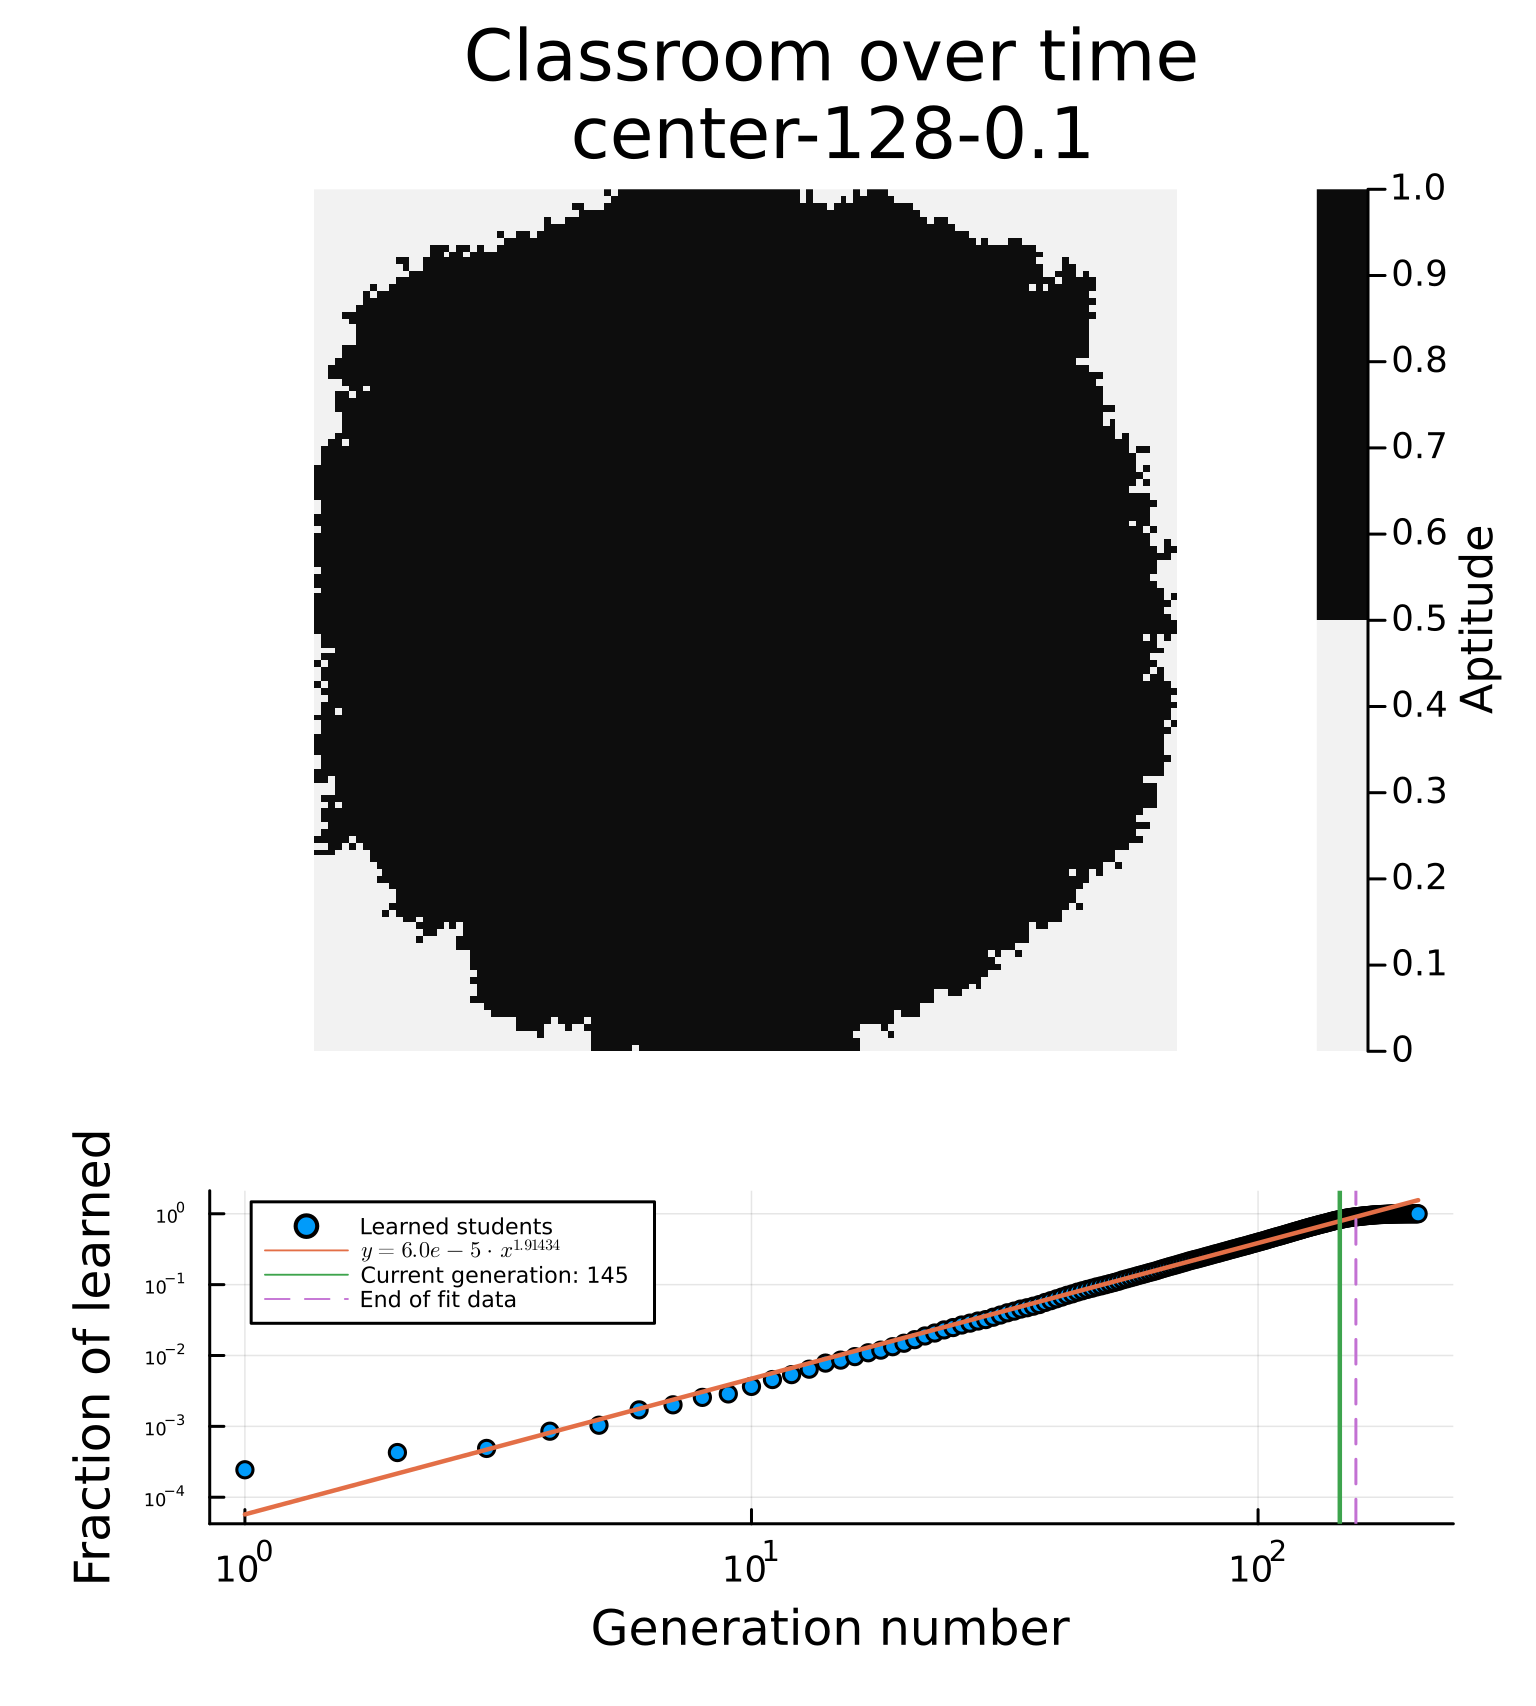 Classroom over time
center-128-0.1
1.0
0.9
0.8
0.7
0.6
0.5
0.4
0.3
0.2
0.1
0
Aptitude
Fraction of learned
10^0
10^-1
10^-2
10^-3
10^-4
Learned students
y = 6.0e − 5 · x^1.91434
Current generation: 145
End of fit data
10^0 10^1 10^2
Generation number